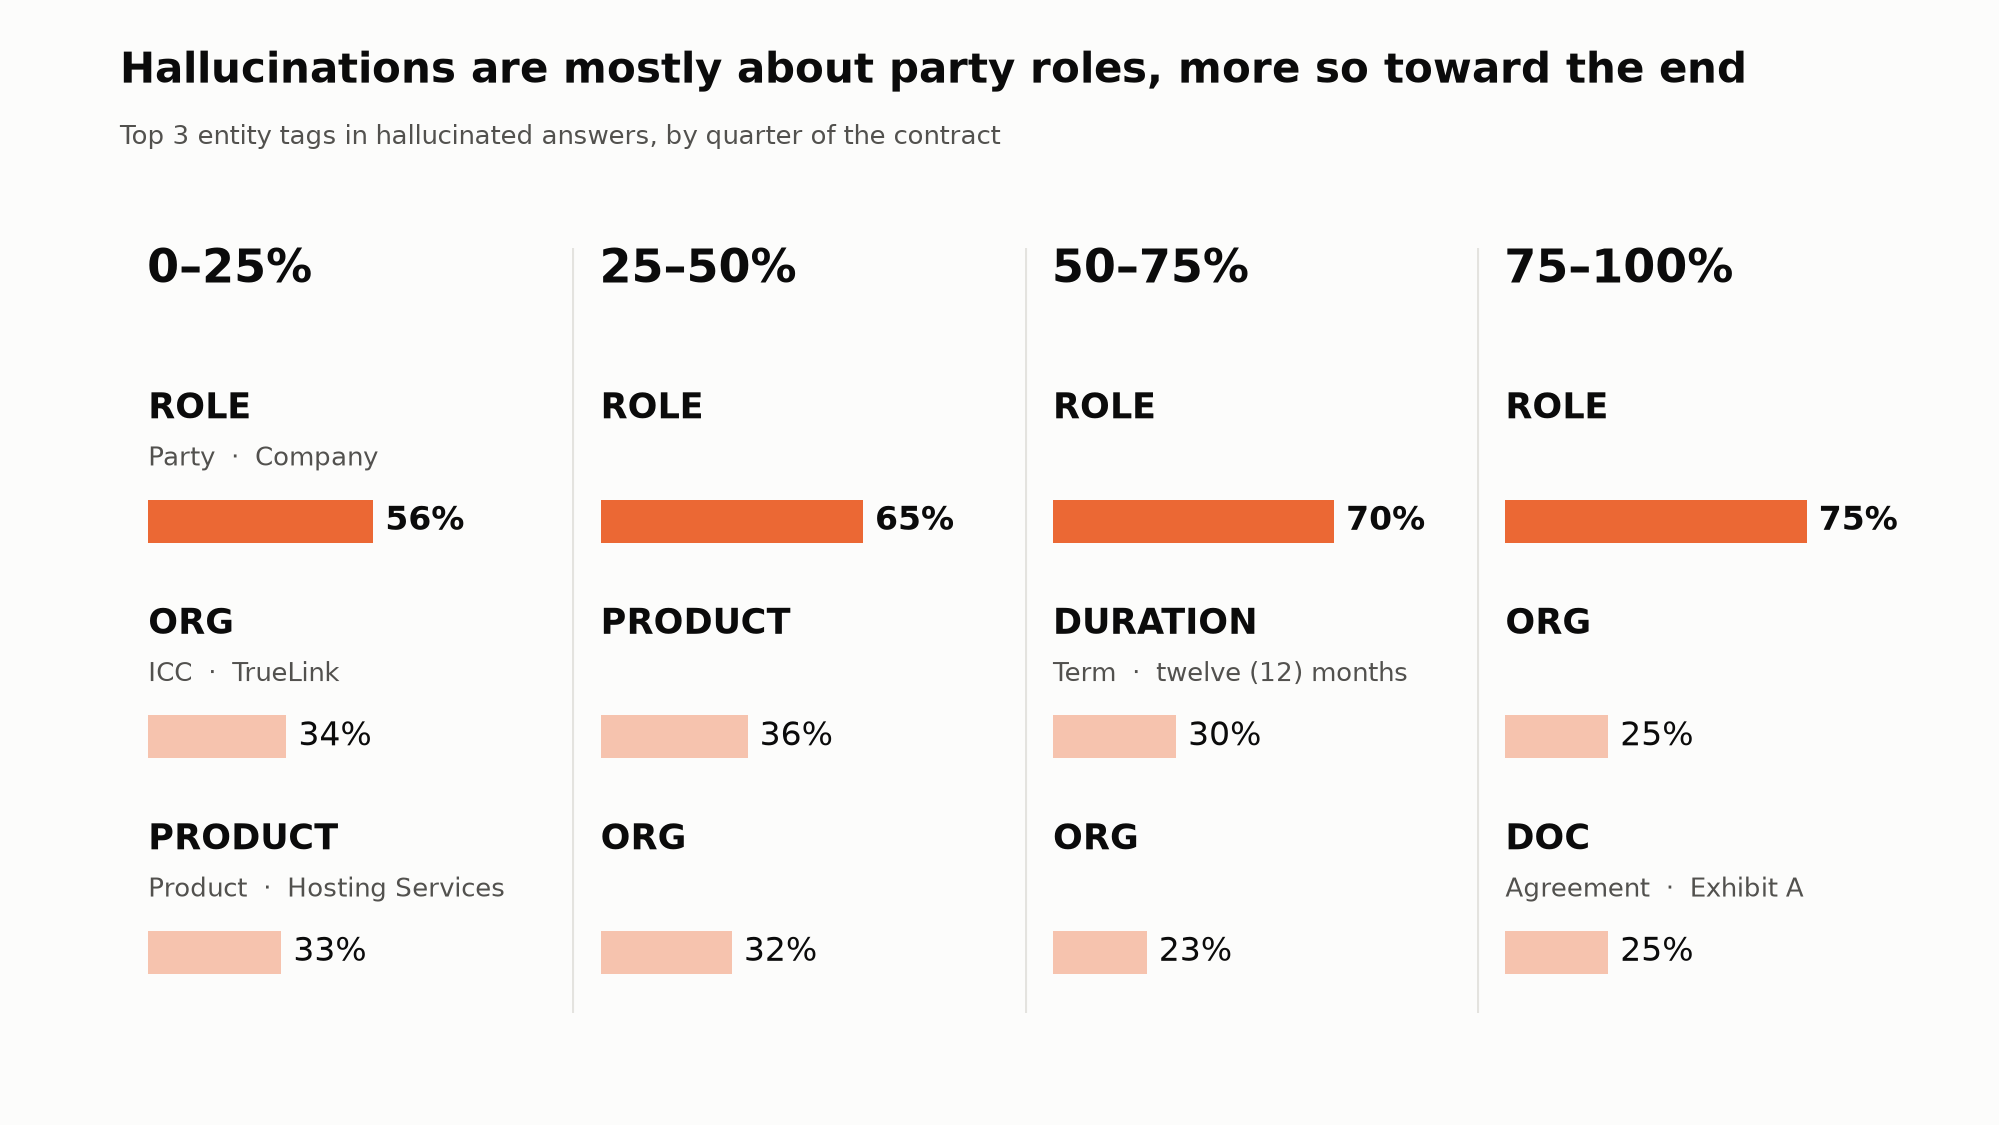 Hallucinations are mostly about party roles, more so toward the end
Top 3 entity tags in hallucinated answers, by quarter of the contract
0–25%
ROLE
Party · Company
56%
ORG
ICC · TrueLink
34%
PRODUCT
Product · Hosting Services
33%
25–50%
ROLE
65%
PRODUCT
36%
ORG
32%
50–75%
ROLE
70%
DURATION
Term · twelve (12) months
30%
ORG
23%
75–100%
ROLE
75%
ORG
25%
DOC
Agreement · Exhibit A
25%